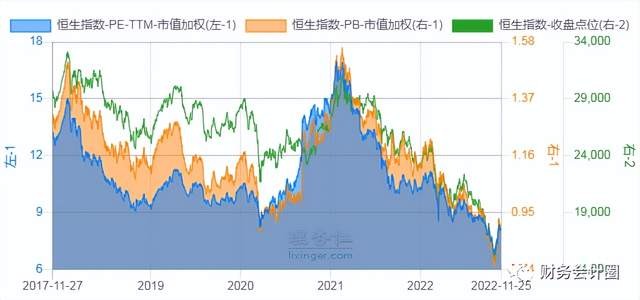 恒生指数-PE-TTM-市值加权(左-1)
恒生指数-PB-市值加权(右-1)
恒生指数-收盘点位(右-2)
18
15
12
9
6
左-1
1.58
1.37
1.16
0.95
右-1
34,000
29,000
24,000
19,000
右-2
2017-11-27
2019
2020
2021
2022
2022-11-25
lixinger.com
财务会计圈